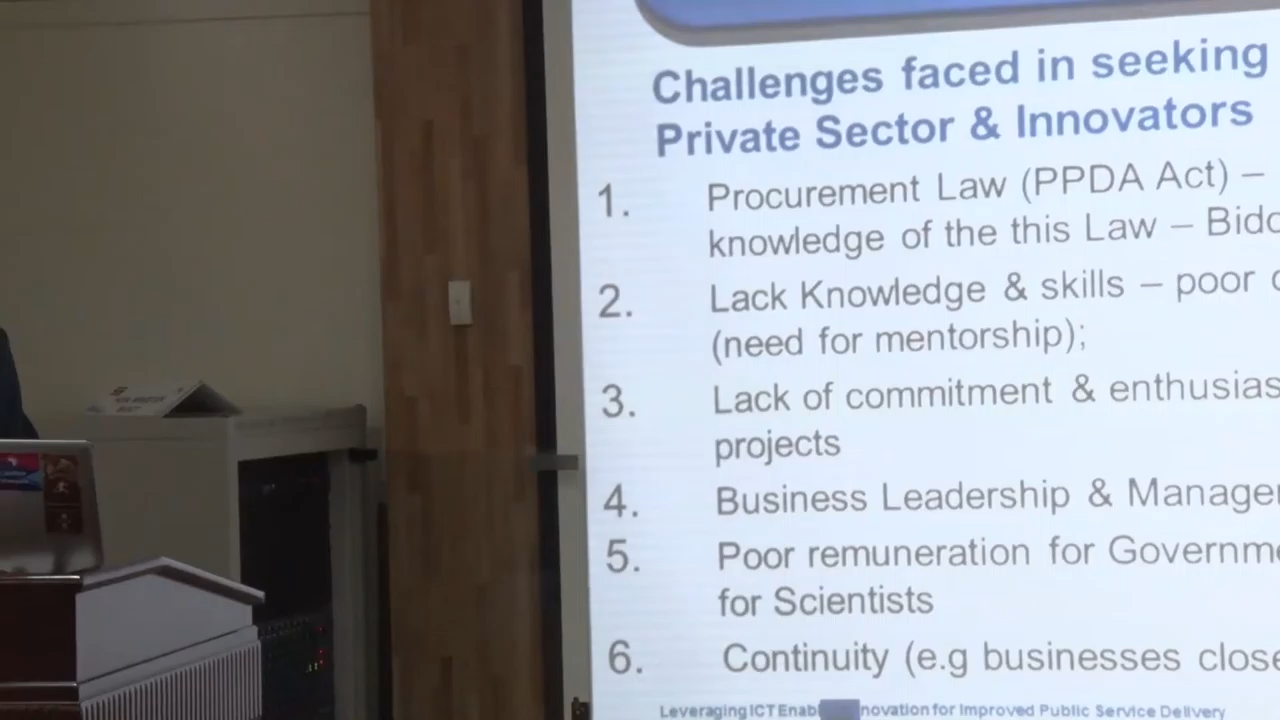 Challenges faced in seeking
Private Sector & Innovators
1. Procurement Law (PPDA Act) –
knowledge of the this Law – Bidd
2. Lack Knowledge & skills – poor
(need for mentorship);
3. Lack of commitment & enthusias
projects
4. Business Leadership & Manage
5. Poor remuneration for Governme
for Scientists
6. Continuity (e.g businesses close
Leveraging ICT Enab novation for Improved Public Service Delivery